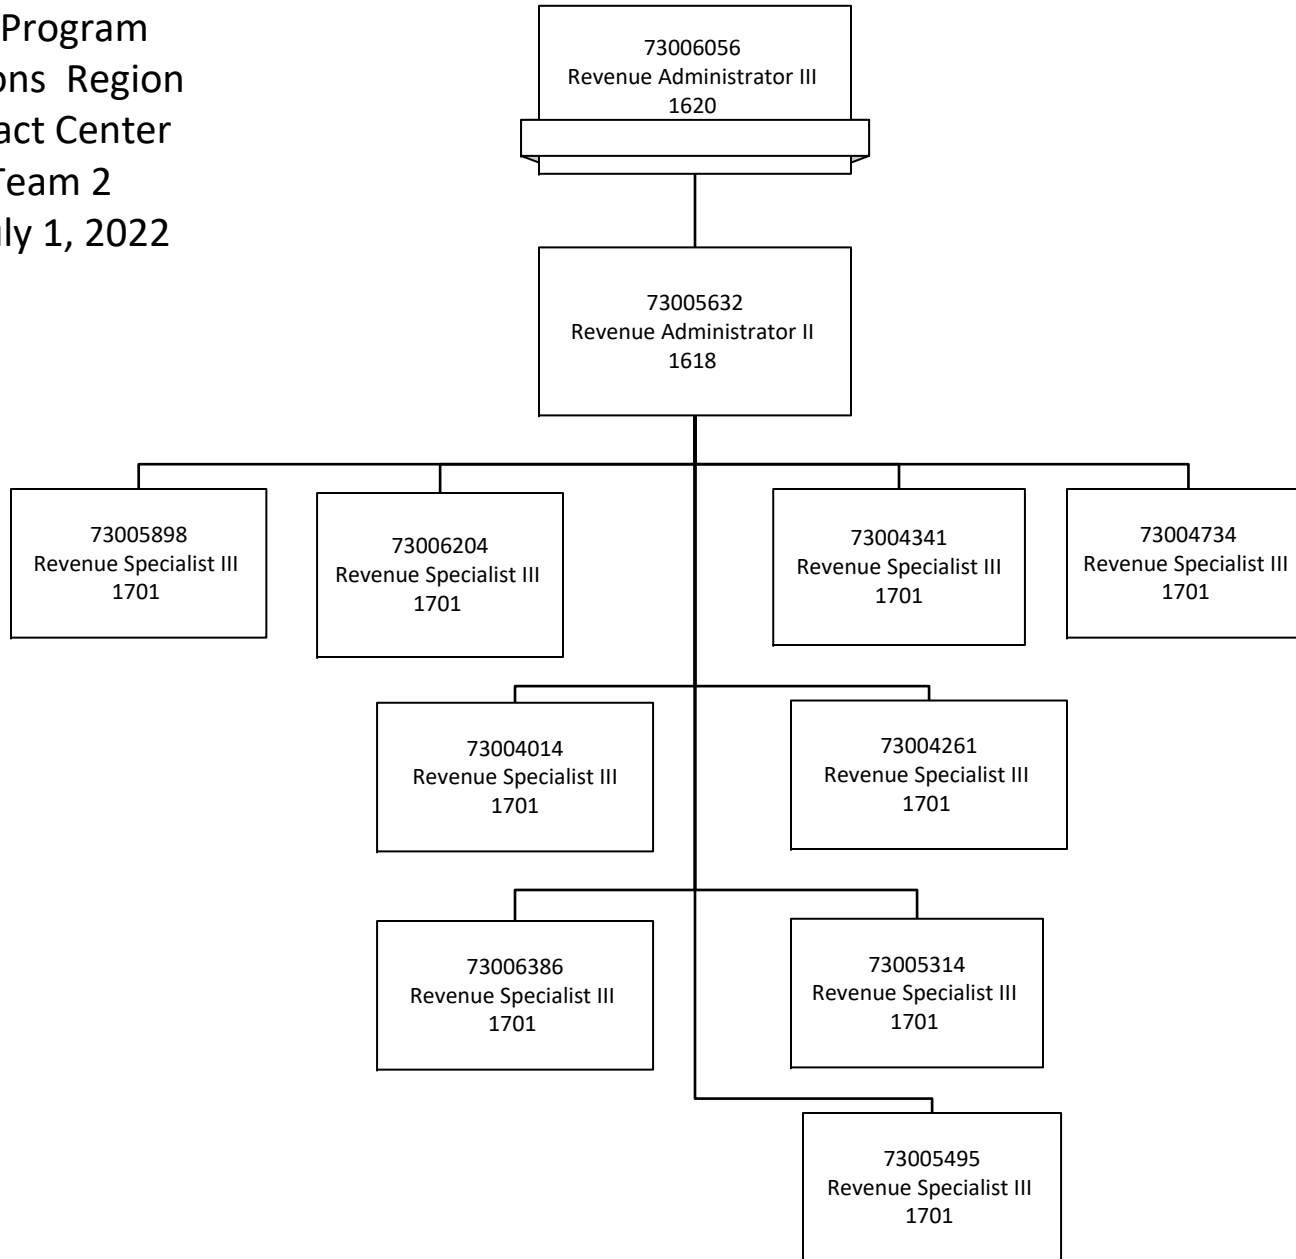 Program
ons Region
act Center
Team 2
ly 1, 2022
73006056
Revenue Administrator III
1620
73005632
Revenue Administrator II
1618
73005898
Revenue Specialist III
1701
73006204
Revenue Specialist III
1701
73004341
Revenue Specialist III
1701
73004734
Revenue Specialist III
1701
73004014
Revenue Specialist III
1701
73004261
Revenue Specialist III
1701
73006386
Revenue Specialist III
1701
73005314
Revenue Specialist III
1701
73005495
Revenue Specialist III
1701